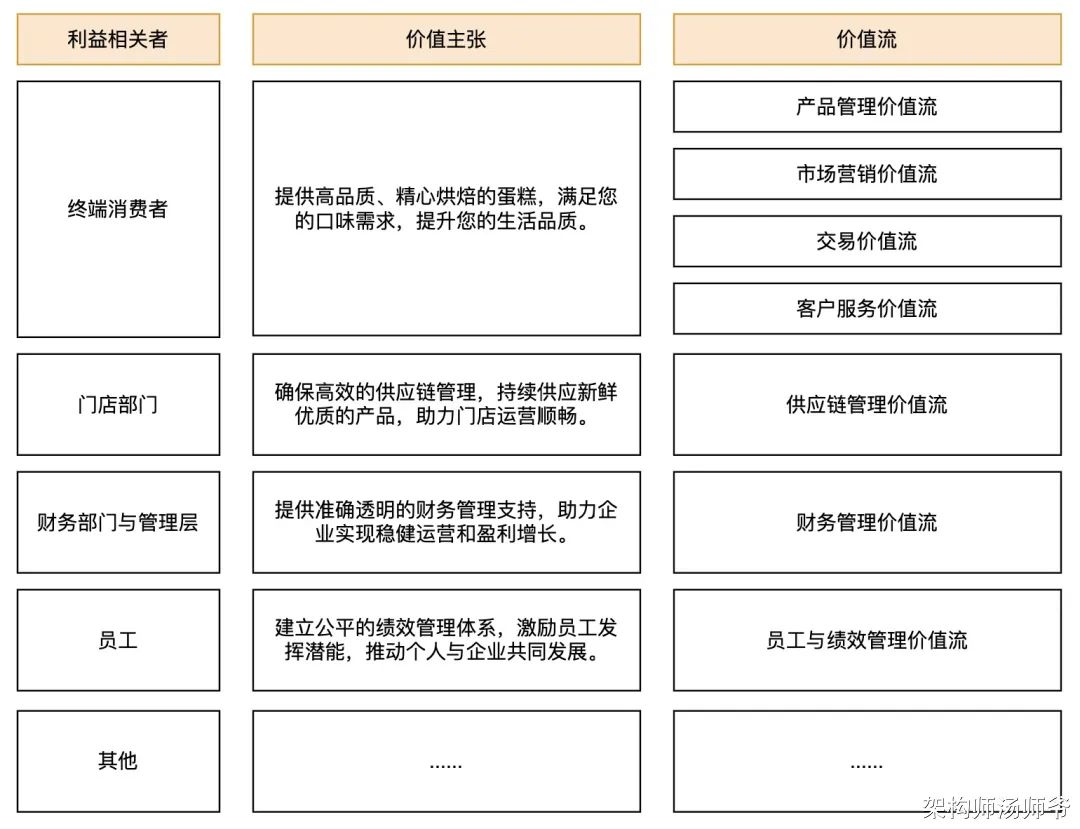 利益相关者
价值主张
价值流
终端消费者
提供高品质、精心烘焙的蛋糕，满足您
的口味需求，提升您的生活品质。
产品管理价值流
市场营销价值流
交易价值流
客户服务价值流
门店部门
确保高效的供应链管理，持续供应新鲜
优质的产品，助力门店运营顺畅。
供应链管理价值流
财务部门与管理层
提供准确透明的财务管理支持，助力企
业实现稳健运营和盈利增长。
财务管理价值流
员工
建立公平的绩效管理体系，激励员工发
挥潜能，推动个人与企业共同发展。
员工与绩效管理价值流
其他
......
......
架构师汤师爷